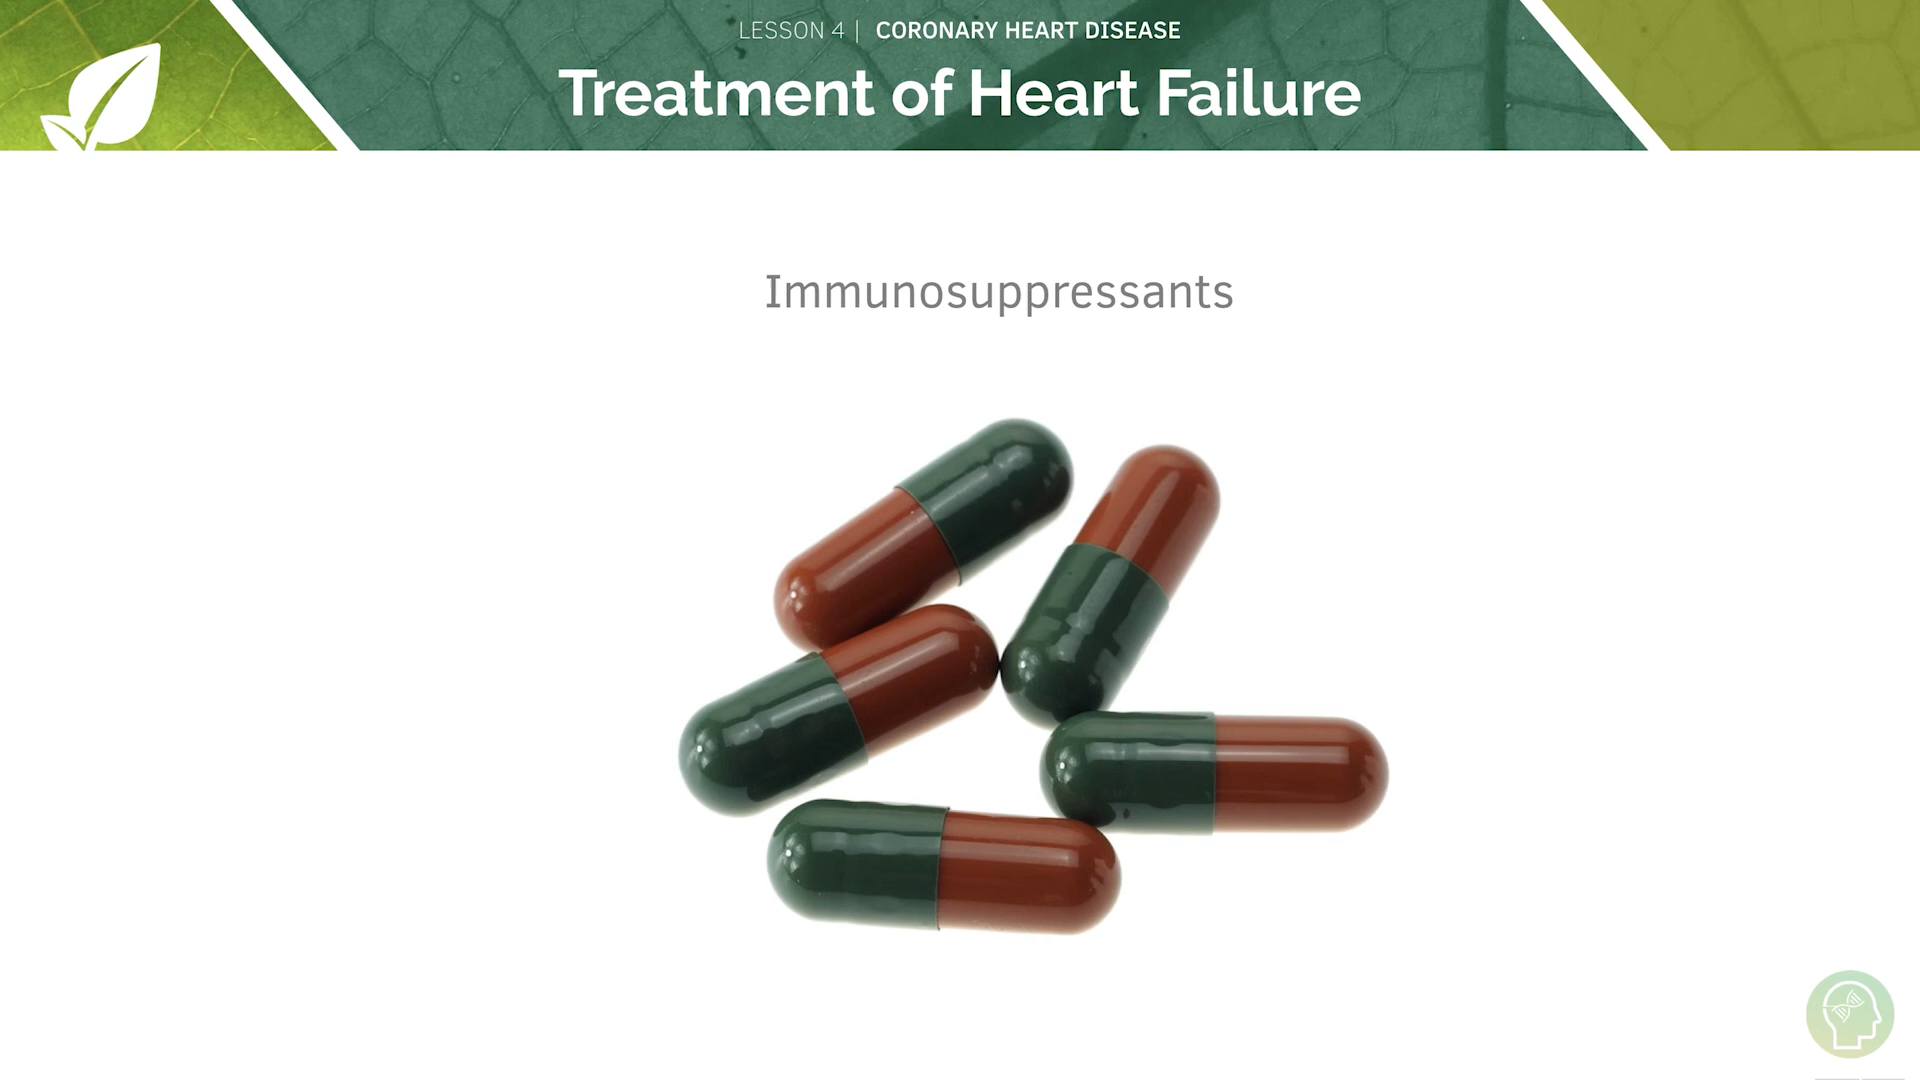 LESSON 4 | CORONARY HEART DISEASE
Treatment of Heart Failure
Immunosuppressants